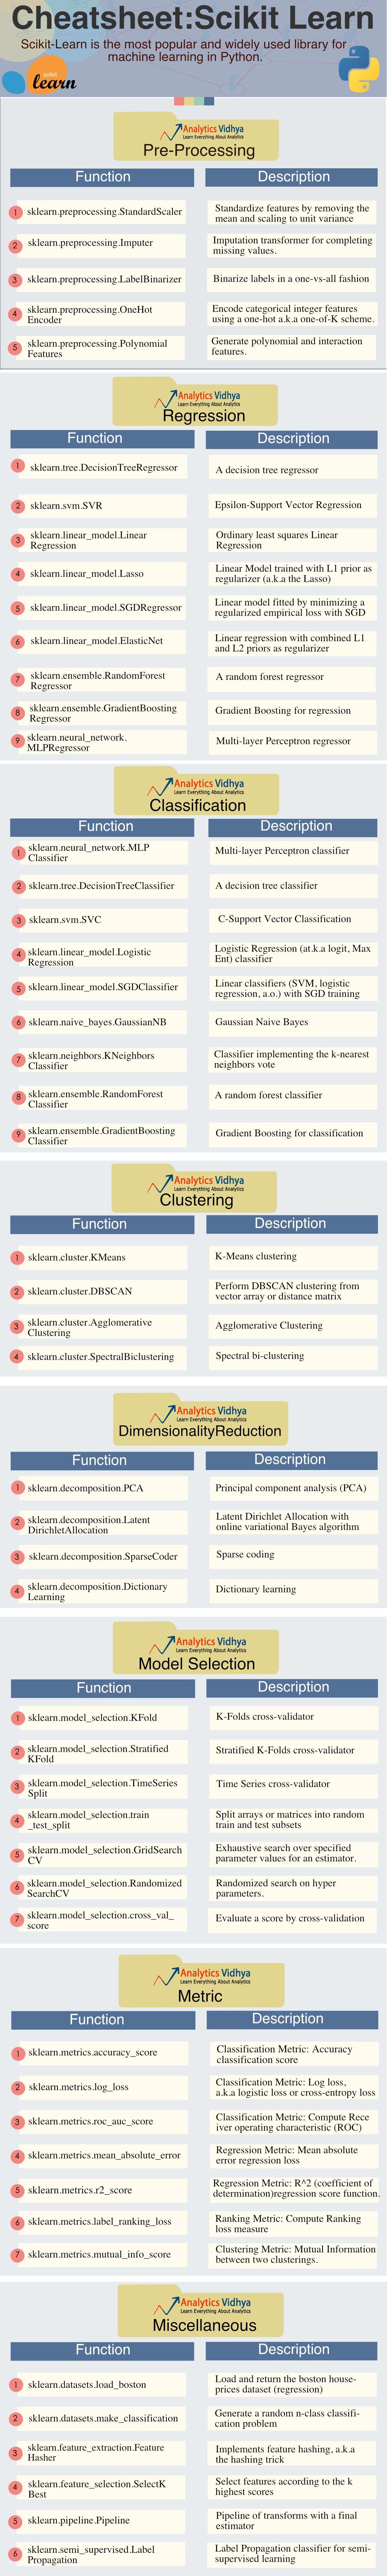 Cheatsheet:Scikit Learn
Scikit-Learn is the most popular and widely used library for
machine learning in Python.
scikit
learn
Analytics Vidhya
Learn Everything About Analytics
Pre-Processing
Function
Description
1 sklearn.preprocessing.StandardScaler
Standardize features by removing the
mean and scaling to unit variance
2 sklearn.preprocessing.Imputer
Imputation transformer for completing
missing values.
3 sklearn.preprocessing.LabelBinarizer
Binarize labels in a one-vs-all fashion
4 sklearn.preprocessing.OneHot
Encoder
Encode categorical integer features
using a one-hot a.k.a one-of-K scheme.
5 sklearn.preprocessing.Polynomial
Features
Generate polynomial and interaction
features.
Analytics Vidhya
Learn Everything About Analytics
Regression
Function
Description
1 sklearn.tree.DecisionTreeRegressor
A decision tree regressor
2 sklearn.svm.SVR
Epsilon-Support Vector Regression
3 sklearn.linear_model.Linear
Regression
Ordinary least squares Linear
Regression
4 sklearn.linear_model.Lasso
Linear Model trained with L1 prior as
regularizer (a.k.a the Lasso)
5 sklearn.linear_model.SGDRegressor
Linear model fitted by minimizing a
regularized empirical loss with SGD
6 sklearn.linear_model.ElasticNet
Linear regression with combined L1
and L2 priors as regularizer
7 sklearn.ensemble.RandomForest
Regressor
A random forest regressor
8 sklearn.ensemble.GradientBoosting
Regressor
Gradient Boosting for regression
9 sklearn.neural_network.
MLPRegressor
Multi-layer Perceptron regressor
Analytics Vidhya
Learn Everything About Analytics
Classification
Function
Description
1 sklearn.neural_network.MLP
Classifier
Multi-layer Perceptron classifier
2 sklearn.tree.DecisionTreeClassifier
A decision tree classifier
3 sklearn.svm.SVC
C-Support Vector Classification
4 sklearn.linear_model.Logistic
Regression
Logistic Regression (at.k.a logit, Max
Ent) classifier
5 sklearn.linear_model.SGDClassifier
Linear classifiers (SVM, logistic
regression, a.o.) with SGD training
6 sklearn.naive_bayes.GaussianNB
Gaussian Naive Bayes
7 sklearn.neighbors.KNeighbors
Classifier
Classifier implementing the k-nearest
neighbors vote
8 sklearn.ensemble.RandomForest
Classifier
A random forest classifier
9 sklearn.ensemble.GradientBoosting
Classifier
Gradient Boosting for classification
Analytics Vidhya
Learn Everything About Analytics
Clustering
Function
Description
1 sklearn.cluster.KMeans
K-Means clustering
2 sklearn.cluster.DBSCAN
Perform DBSCAN clustering from
vector array or distance matrix
3 sklearn.cluster.Agglomerative
Clustering
Agglomerative Clustering
4 sklearn.cluster.SpectralBiclustering
Spectral bi-clustering
Analytics Vidhya
Learn Everything About Analytics
DimensionalityReduction
Function
Description
1 sklearn.decomposition.PCA
Principal component analysis (PCA)
2 sklearn.decomposition.Latent
DirichletAllocation
Latent Dirichlet Allocation with
online variational Bayes algorithm
3 sklearn.decomposition.SparseCoder
Sparse coding
4 sklearn.decomposition.Dictionary
Learning
Dictionary learning
Analytics Vidhya
Learn Everything About Analytics
Model Selection
Function
Description
1 sklearn.model_selection.KFold
K-Folds cross-validator
2 sklearn.model_selection.Stratified
KFold
Stratified K-Folds cross-validator
3 sklearn.model_selection.TimeSeries
Split
Time Series cross-validator
4 sklearn.model_selection.train
_test_split
Split arrays or matrices into random
train and test subsets
5 sklearn.model_selection.GridSearch
CV
Exhaustive search over specified
parameter values for an estimator.
6 sklearn.model_selection.Randomized
SearchCV
Randomized search on hyper
parameters.
7 sklearn.model_selection.cross_val_
score
Evaluate a score by cross-validation
Analytics Vidhya
Learn Everything About Analytics
Metric
Function
Description
1 sklearn.metrics.accuracy_score
Classification Metric: Accuracy
classification score
2 sklearn.metrics.log_loss
Classification Metric: Log loss,
a.k.a logistic loss or cross-entropy loss
3 sklearn.metrics.roc_auc_score
Classification Metric: Compute Rece
iver operating characteristic (ROC)
4 sklearn.metrics.mean_absolute_error
Regression Metric: Mean absolute
error regression loss
5 sklearn.metrics.r2_score
Regression Metric: R^2 (coefficient of
determination)regression score function.
6 sklearn.metrics.label_ranking_loss
Ranking Metric: Compute Ranking
loss measure
7 sklearn.metrics.mutual_info_score
Clustering Metric: Mutual Information
between two clusterings.
Analytics Vidhya
Learn Everything About Analytics
Miscellaneous
Function
Description
1 sklearn.datasets.load_boston
Load and return the boston house-
prices dataset (regression)
2 sklearn.datasets.make_classification
Generate a random n-class classifi-
cation problem
3 sklearn.feature_extraction.Feature
Hasher
Implements feature hashing, a.k.a
the hashing trick
4 sklearn.feature_selection.SelectK
Best
Select features according to the k
highest scores
5 sklearn.pipeline.Pipeline
Pipeline of transforms with a final
estimator
6 sklearn.semi_supervised.Label
Propagation
Label Propagation classifier for semi-
supervised learning